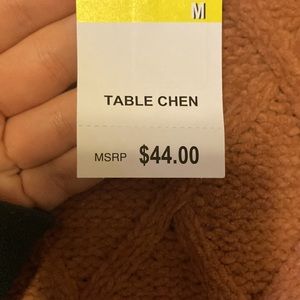 M
TABLE CHEN
MSRP $44.00